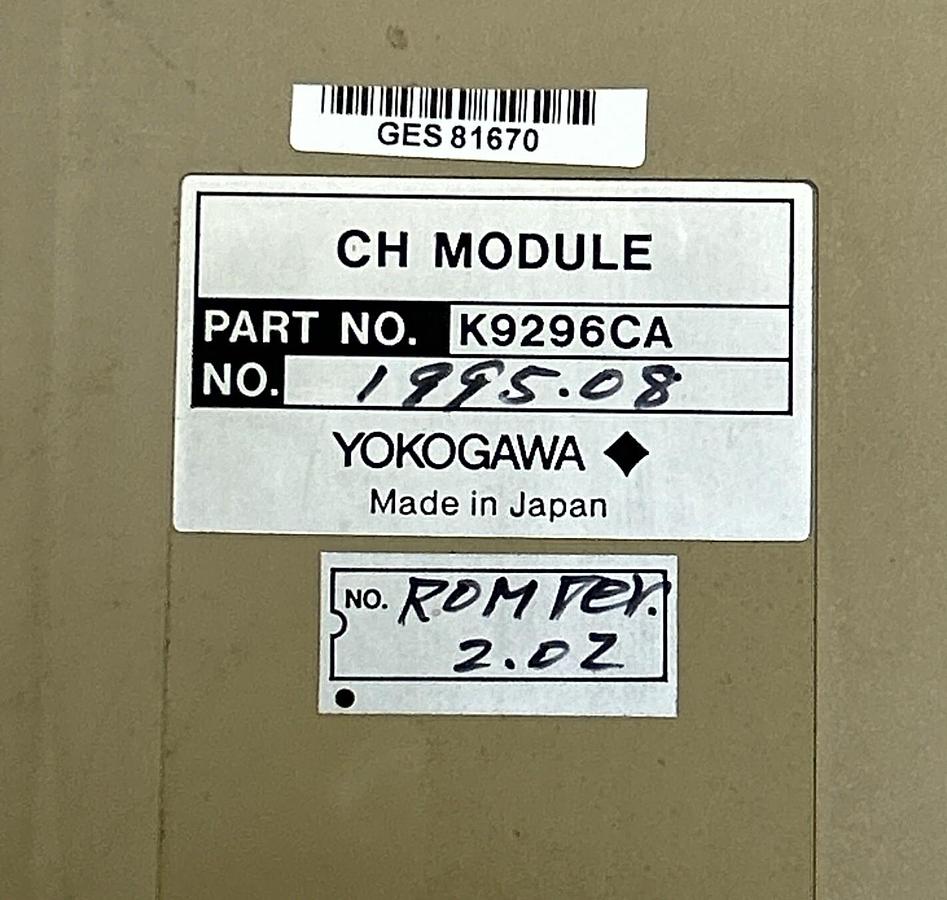 GES 81670
CH MODULE
PART NO. K9296CA
NO. 1995.08
YOKOGAWA
Made in Japan
NO. ROM Ver.
2.02